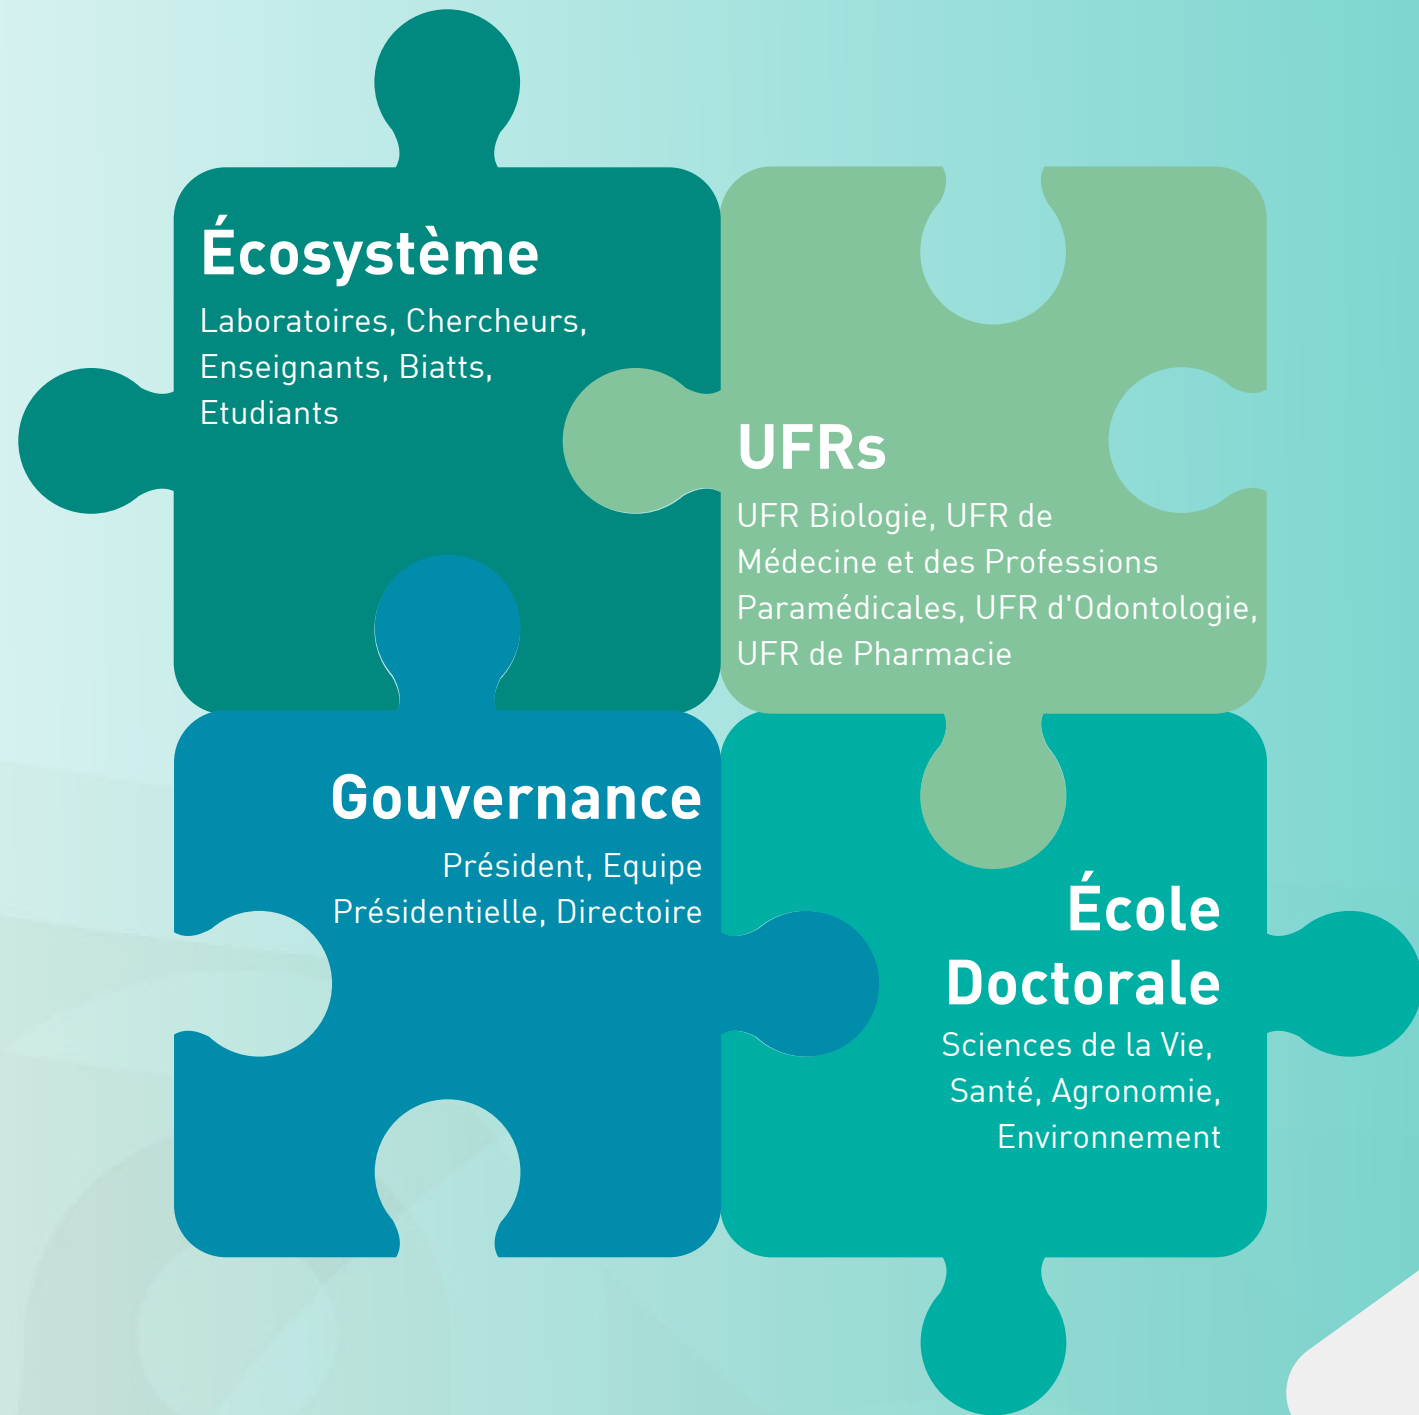 Écosystème
Laboratoires, Chercheurs,
Enseignants, Biatts,
Etudiants
UFRs
UFR Biologie, UFR de
Médecine et des Professions
Paramédicales, UFR d'Odontologie,
UFR de Pharmacie
Gouvernance
Président, Equipe
Présidentielle, Directoire
École
Doctorale
Sciences de la Vie,
Santé, Agronomie,
Environnement